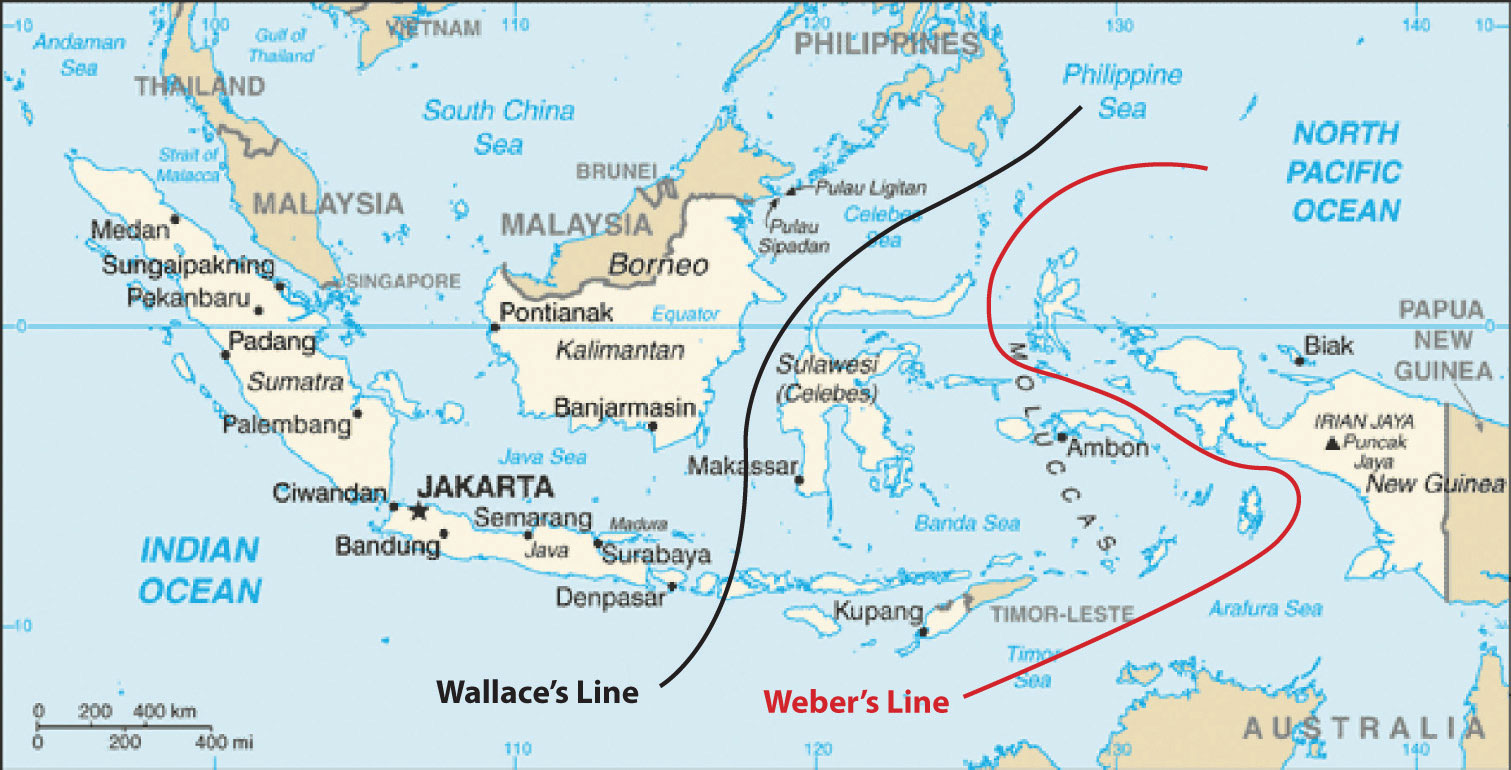 10
100
110
120
130
140
10
Andaman
Sea
Gulf of
Thailand
VIETNAM
PHILIPPINES
THAILAND
Philippine
Sea
South China
Sea
NORTH
PACIFIC
OCEAN
Strait of
Malacca
BRUNEI
MALAYSIA
MALAYSIA
Pulau Ligitan
Pulau
Sipadan
Celebes
Sea
Medan
Sungaipakning
SINGAPORE
Borneo
Pekanbaru
Pontianak
Equator
0
0
PAPUA
NEW
GUINEA
Padang
Kalimantan
Sulawesi
(Celebes)
MOLUCCAS
Biak
Sumatra
Banjarmasin
Palembang
IRIAN JAYA
Puncak
Jaya
Ambon
Java Sea
Makassar
New Guinea
Ciwandan
JAKARTA
Semarang
Madura
Banda Sea
Bandung
Java
Surabaya
INDIAN
OCEAN
Denpasar
Kupang
TIMOR-LESTE
Arafura Sea
10
Timor
Sea
Wallace's Line
Weber's Line
0 200 400 km
0 200 400 mi
AUSTRALIA
110
120
130
140